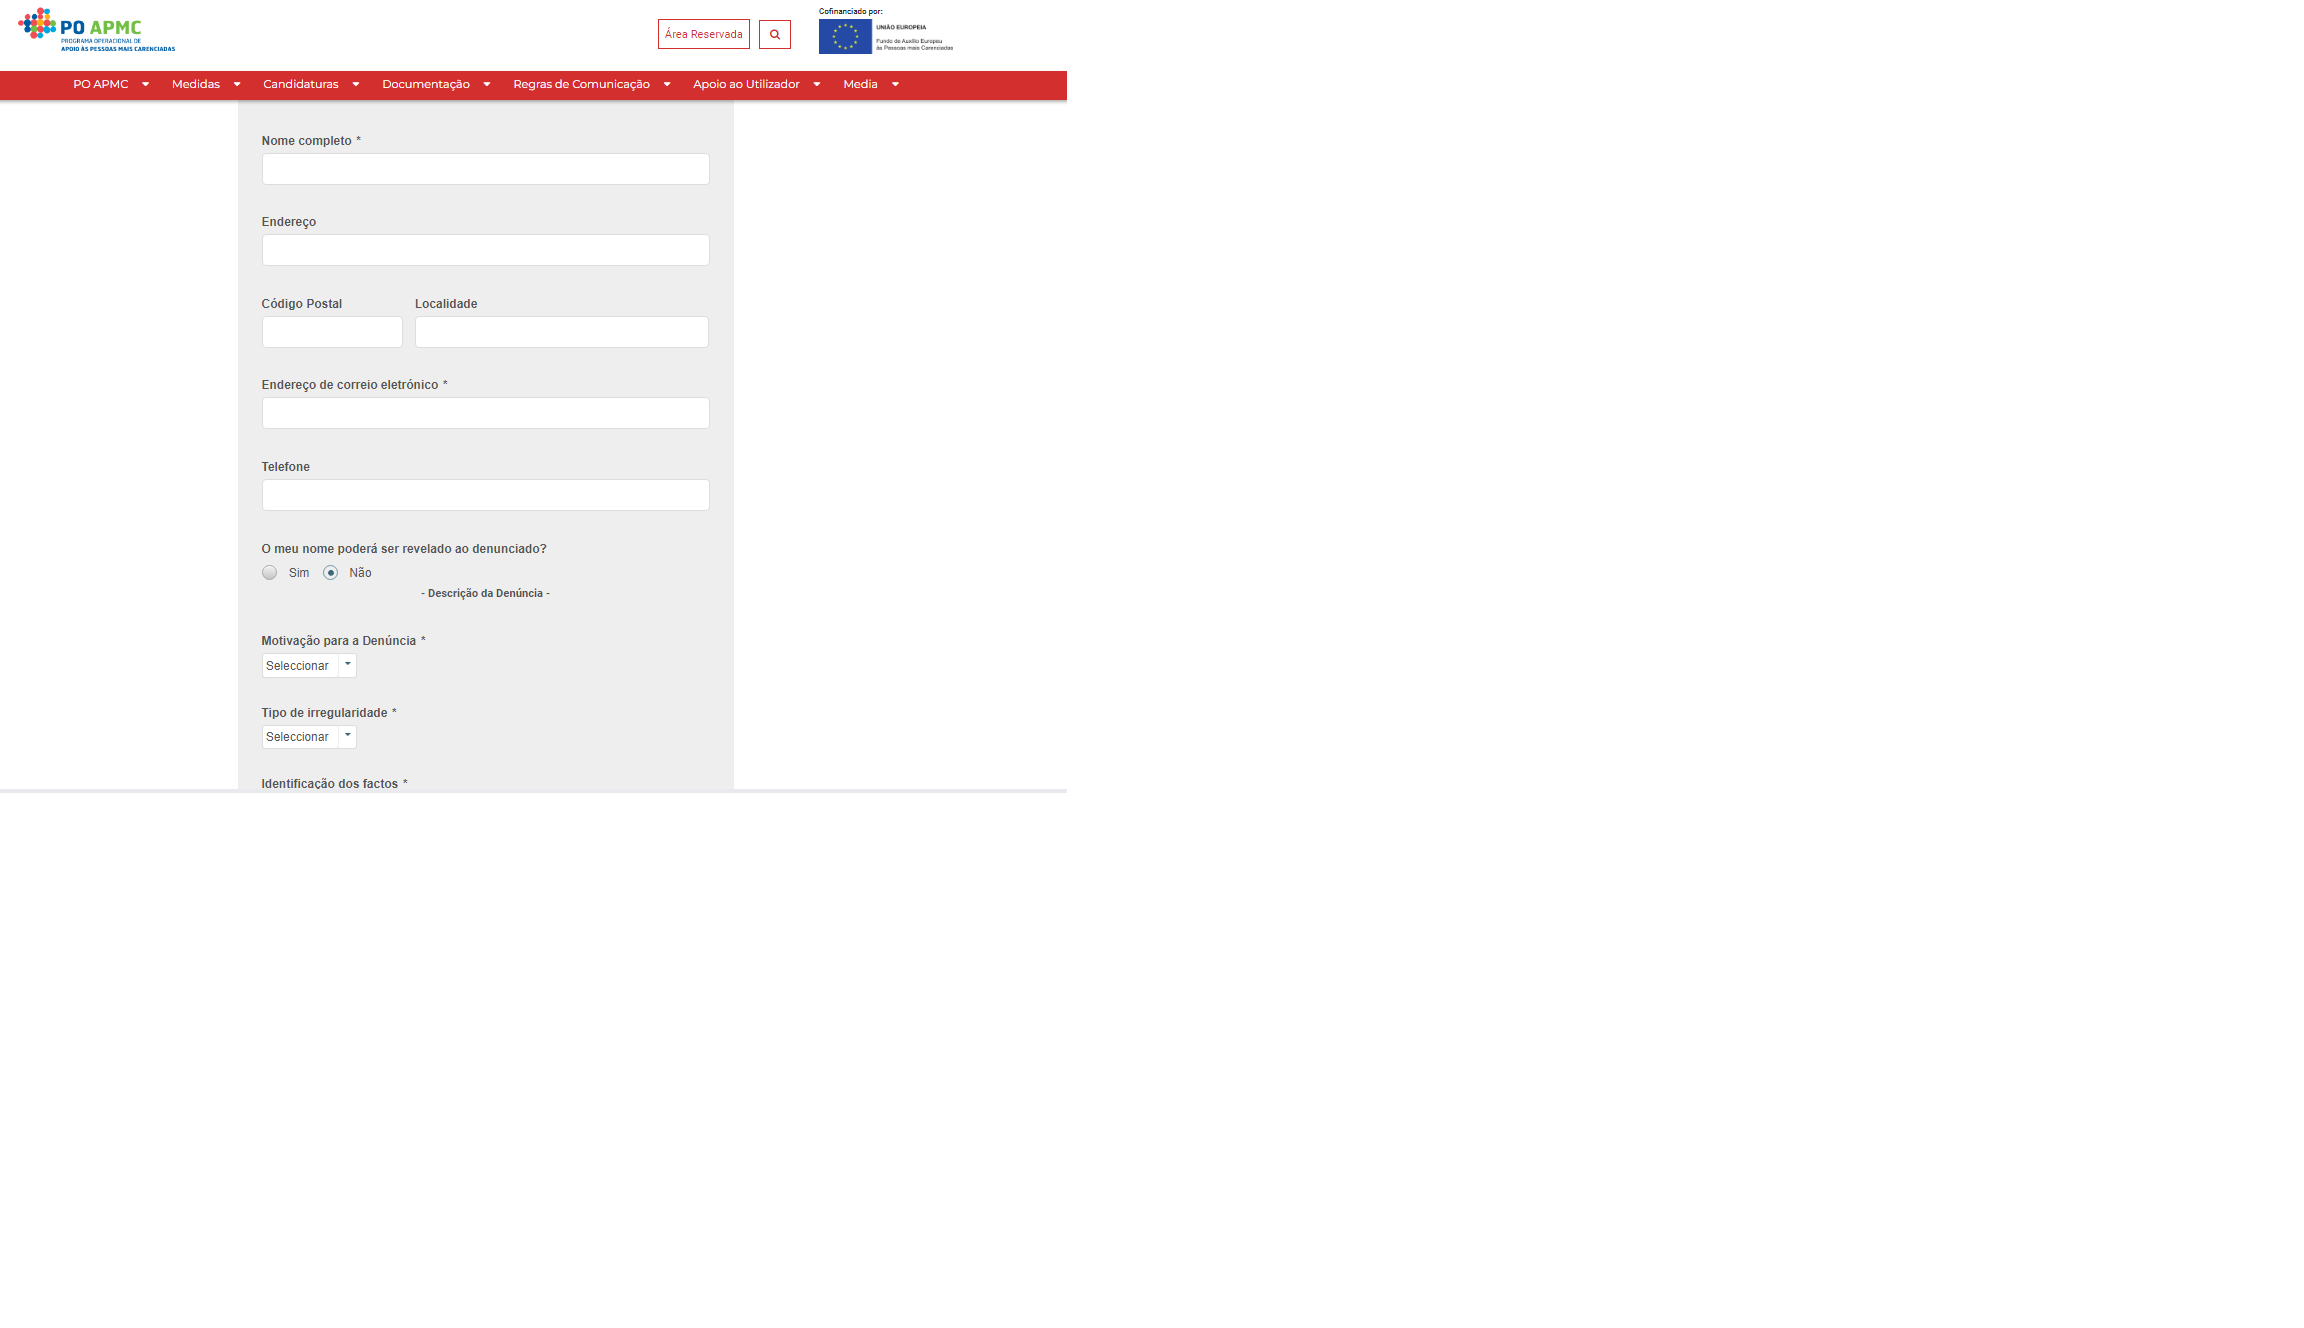 PO APMC
PROGRAMA OPERACIONAL DE
APOIO ÀS PESSOAS MAIS CARENCIADAS
Área Reservada
Cofinanciado por:
UNIÃO EUROPEIA
Fundo de Auxílio Europeu
às Pessoas mais Carenciadas
PO APMC Medidas Candidaturas Documentação Regras de Comunicação Apoio ao Utilizador Media
Nome completo *
Endereço
Código Postal Localidade
Endereço de correio eletrónico *
Telefone
O meu nome poderá ser revelado ao denunciado?
Sim Não
- Descrição da Denúncia -
Motivação para a Denúncia *
Seleccionar
Tipo de irregularidade *
Seleccionar
Identificação dos factos *